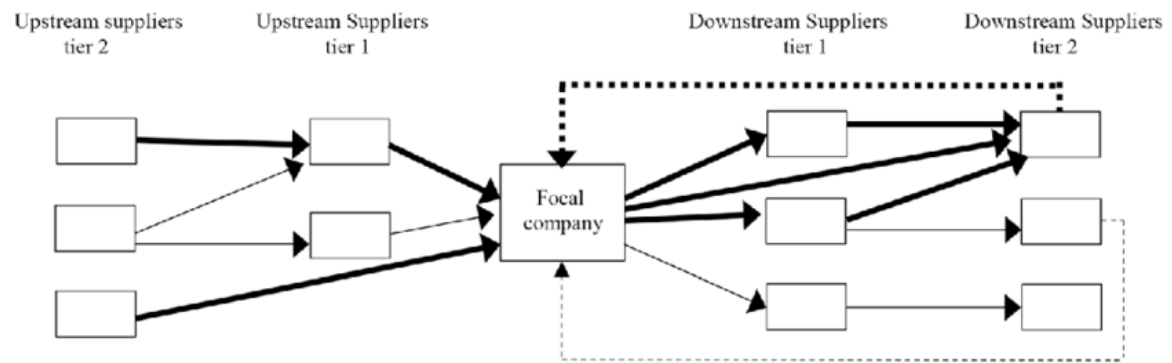 Upstream suppliers
tier 2
Upstream Suppliers
tier 1
Downstream Suppliers
tier 1
Downstream Suppliers
tier 2
Focal
company